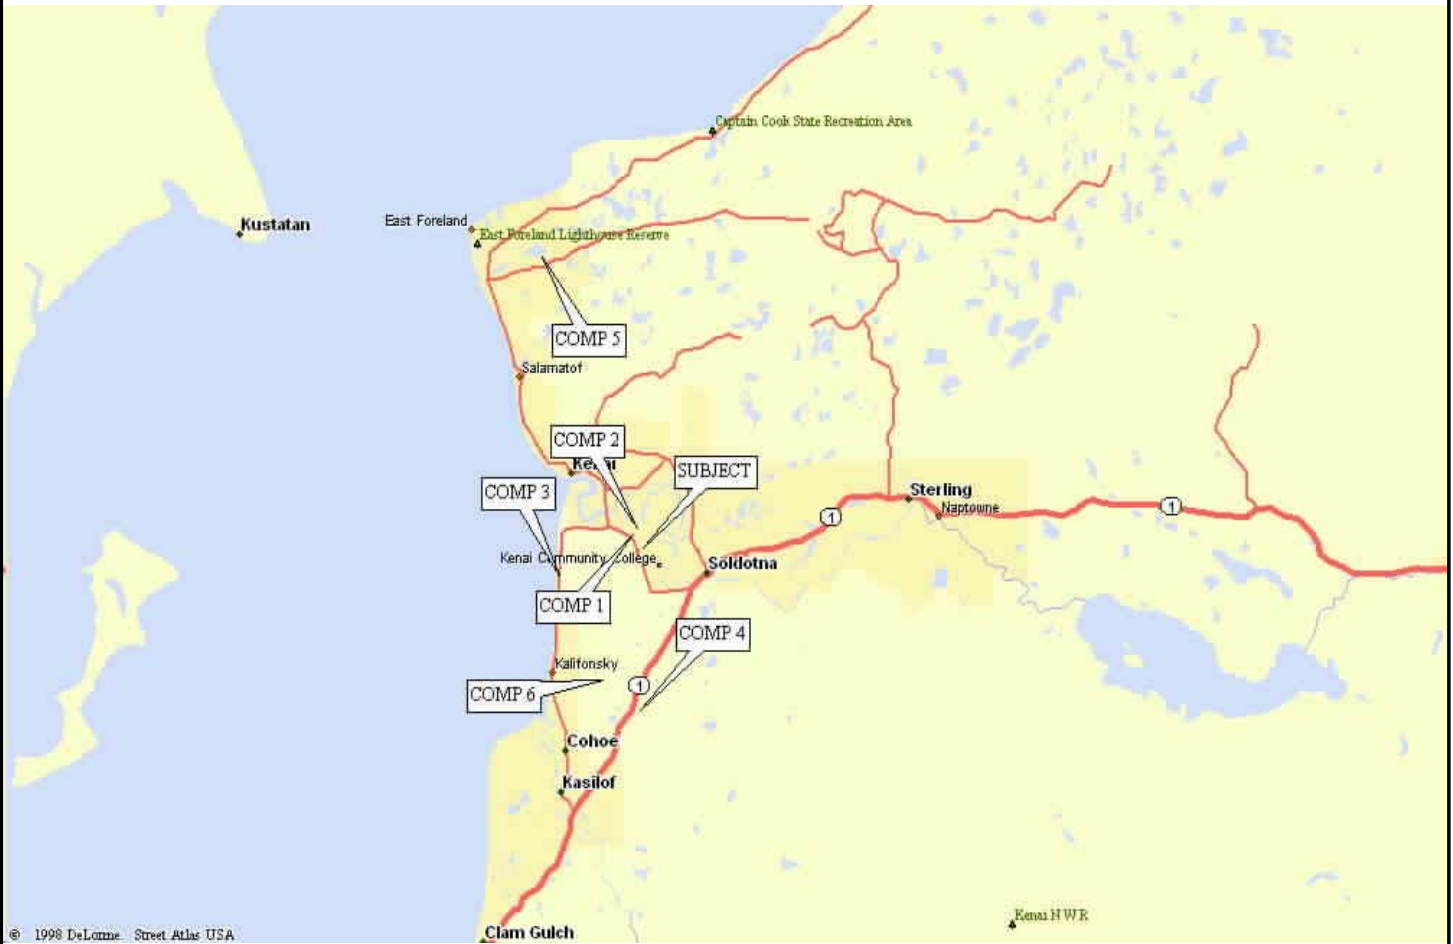 Captain Cook State Recreation Area
Kustatan
East Foreland
East Foreland Lighthouse Reserve
COMP 5
Salamatof
COMP 2
Kenai
SUBJECT
COMP 3
Sterling
1
1
Naptowne
Kenai Community College
Soldotna
COMP 1
COMP 4
Kalifonsky
1
COMP 6
Cohoe
Kasilof
Kenai NWR
© 1998 DeLorme. Street Atlas USA
Clam Gulch